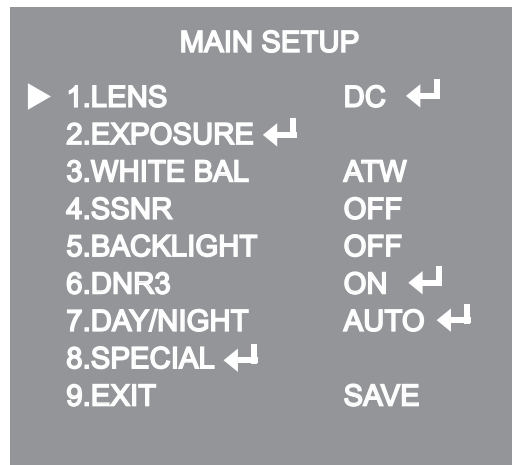 MAIN SETUP
1.LENS DC ↵
2.EXPOSURE ↵
3.WHITE BAL ATW
4.SSNR OFF
5.BACKLIGHT OFF
6.DNR3 ON ↵
7.DAY/NIGHT AUTO ↵
8.SPECIAL ↵
9.EXIT SAVE